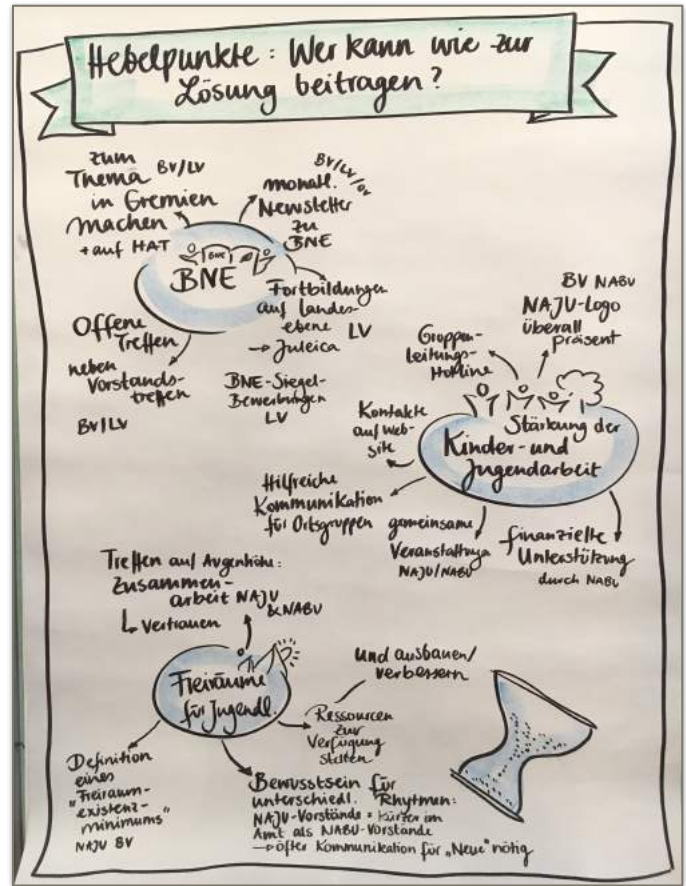 Hebelpunkte: Wer kann wie zur
Lösung beitragen?
zum
Thema BV/LV
in Gremien
machen
+ auf HAT
BV/LV/OV
monatl.
Newsletter
zu
BNE
BNE
BNE
Fortbildungen
auf Landes-
ebene LV
→ Juleica
BNE-Siegel-
Bewerbungen
LV
Offene
Treffen
neben
Vorstands-
treffen
BV/LV
BV NABU
NAJU-Logo
überall
präsent
Gruppen-
leitungs-
Hotline
Stärkung der
Kinder- und
Jugendarbeit
Kontakte
auf Web-
site
Hilfreiche
Kommunikation
für Ortsgruppen
gemeinsame
Veranstaltunga
NAJU/NABU
finanzielle
Unterstützung
durch NABU
Treffen auf Augenhöhe:
Zusammen-
arbeit NAJU
& NABU
↳ Vertrauen
Freiräume
für Jugendl.
und ausbauen/
verbessern
Ressourcen
zur
Verfügung
stellen
Definition
eines
"Freiraum-
existenz-
minimums"
NAJU BV
Bewusstsein für
unterschiedl. Rhytmen:
NAJU-Vorstände = kürzer im
Amt als NABU-Vorstände
→ öfter Kommunikation für „Neue" nötig